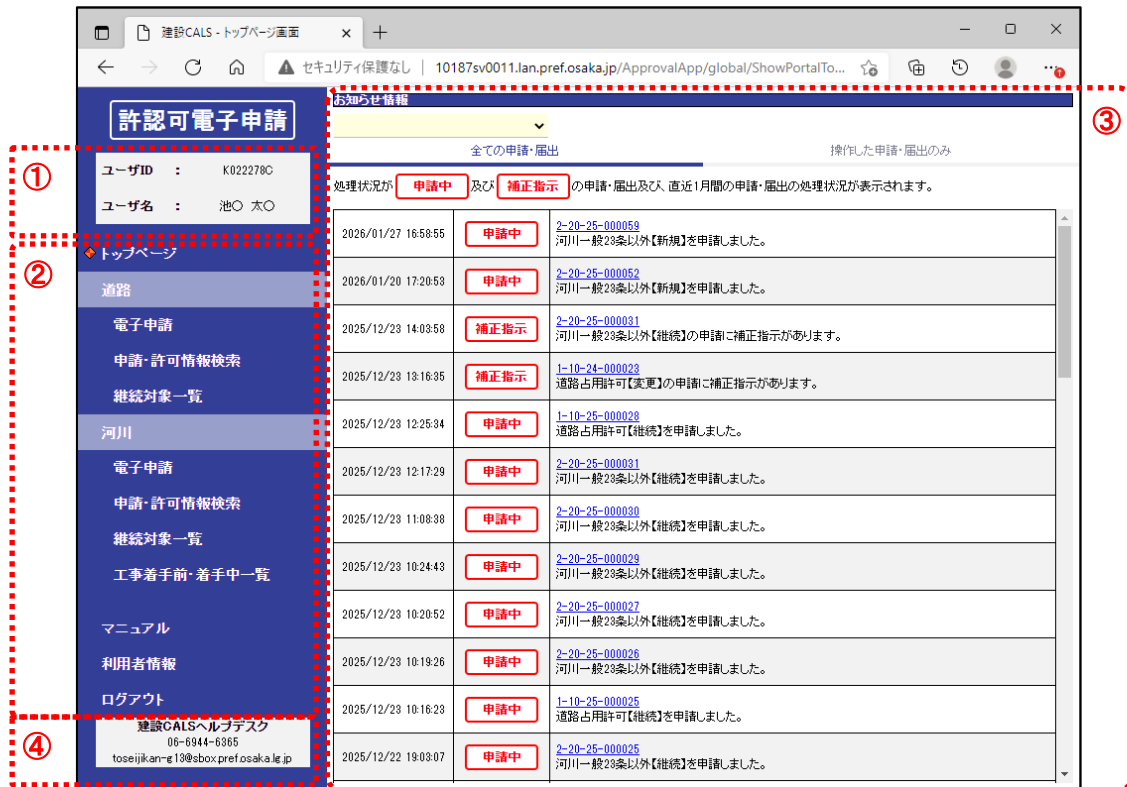 建設CALS - トップページ画面
セキュリティ保護なし | 10187sv0011.lan.pref.osaka.jp/ApprovalApp/global/ShowPortalTo...
許認可電子申請
①
ユーザID : K022278C
ユーザ名 : 池〇 太〇
②
トップページ
道路
電子申請
申請・許可情報検索
継続対象一覧
河川
電子申請
申請・許可情報検索
継続対象一覧
工事着手前・着手中一覧
マニュアル
利用者情報
ログアウト
④
建設CALSヘルプデスク
06-6944-6365
toseijikan-g13@sbox.pref.osaka.lg.jp
③
お知らせ情報
全ての申請・届出 操作した申請・届出のみ
処理状況が 申請中 及び 補正指示 の申請・届出及び、直近1月間の申請・届出の処理状況が表示されます。
2026/01/27 16:58:55 申請中 2-20-25-000059
河川一般23条以外【新規】を申請しました。
2026/01/20 17:20:53 申請中 2-20-25-000052
河川一般23条以外【新規】を申請しました。
2025/12/23 14:03:58 補正指示 2-20-25-000031
河川一般23条以外【継続】の申請に補正指示があります。
2025/12/23 13:16:35 補正指示 1-10-24-000023
道路占用許可【変更】の申請に補正指示があります。
2025/12/23 12:25:34 申請中 1-10-25-000028
道路占用許可【継続】を申請しました。
2025/12/23 12:17:29 申請中 2-20-25-000031
河川一般23条以外【継続】を申請しました。
2025/12/23 11:08:38 申請中 2-20-25-000030
河川一般23条以外【継続】を申請しました。
2025/12/23 10:24:43 申請中 2-20-25-000029
河川一般23条以外【継続】を申請しました。
2025/12/23 10:20:52 申請中 2-20-25-000027
河川一般23条以外【継続】を申請しました。
2025/12/23 10:19:26 申請中 2-20-25-000026
河川一般23条以外【継続】を申請しました。
2025/12/23 10:16:23 申請中 1-10-25-000025
道路占用許可【継続】を申請しました。
2025/12/22 19:03:07 申請中 2-20-25-000025
河川一般23条以外【継続】を申請しました。